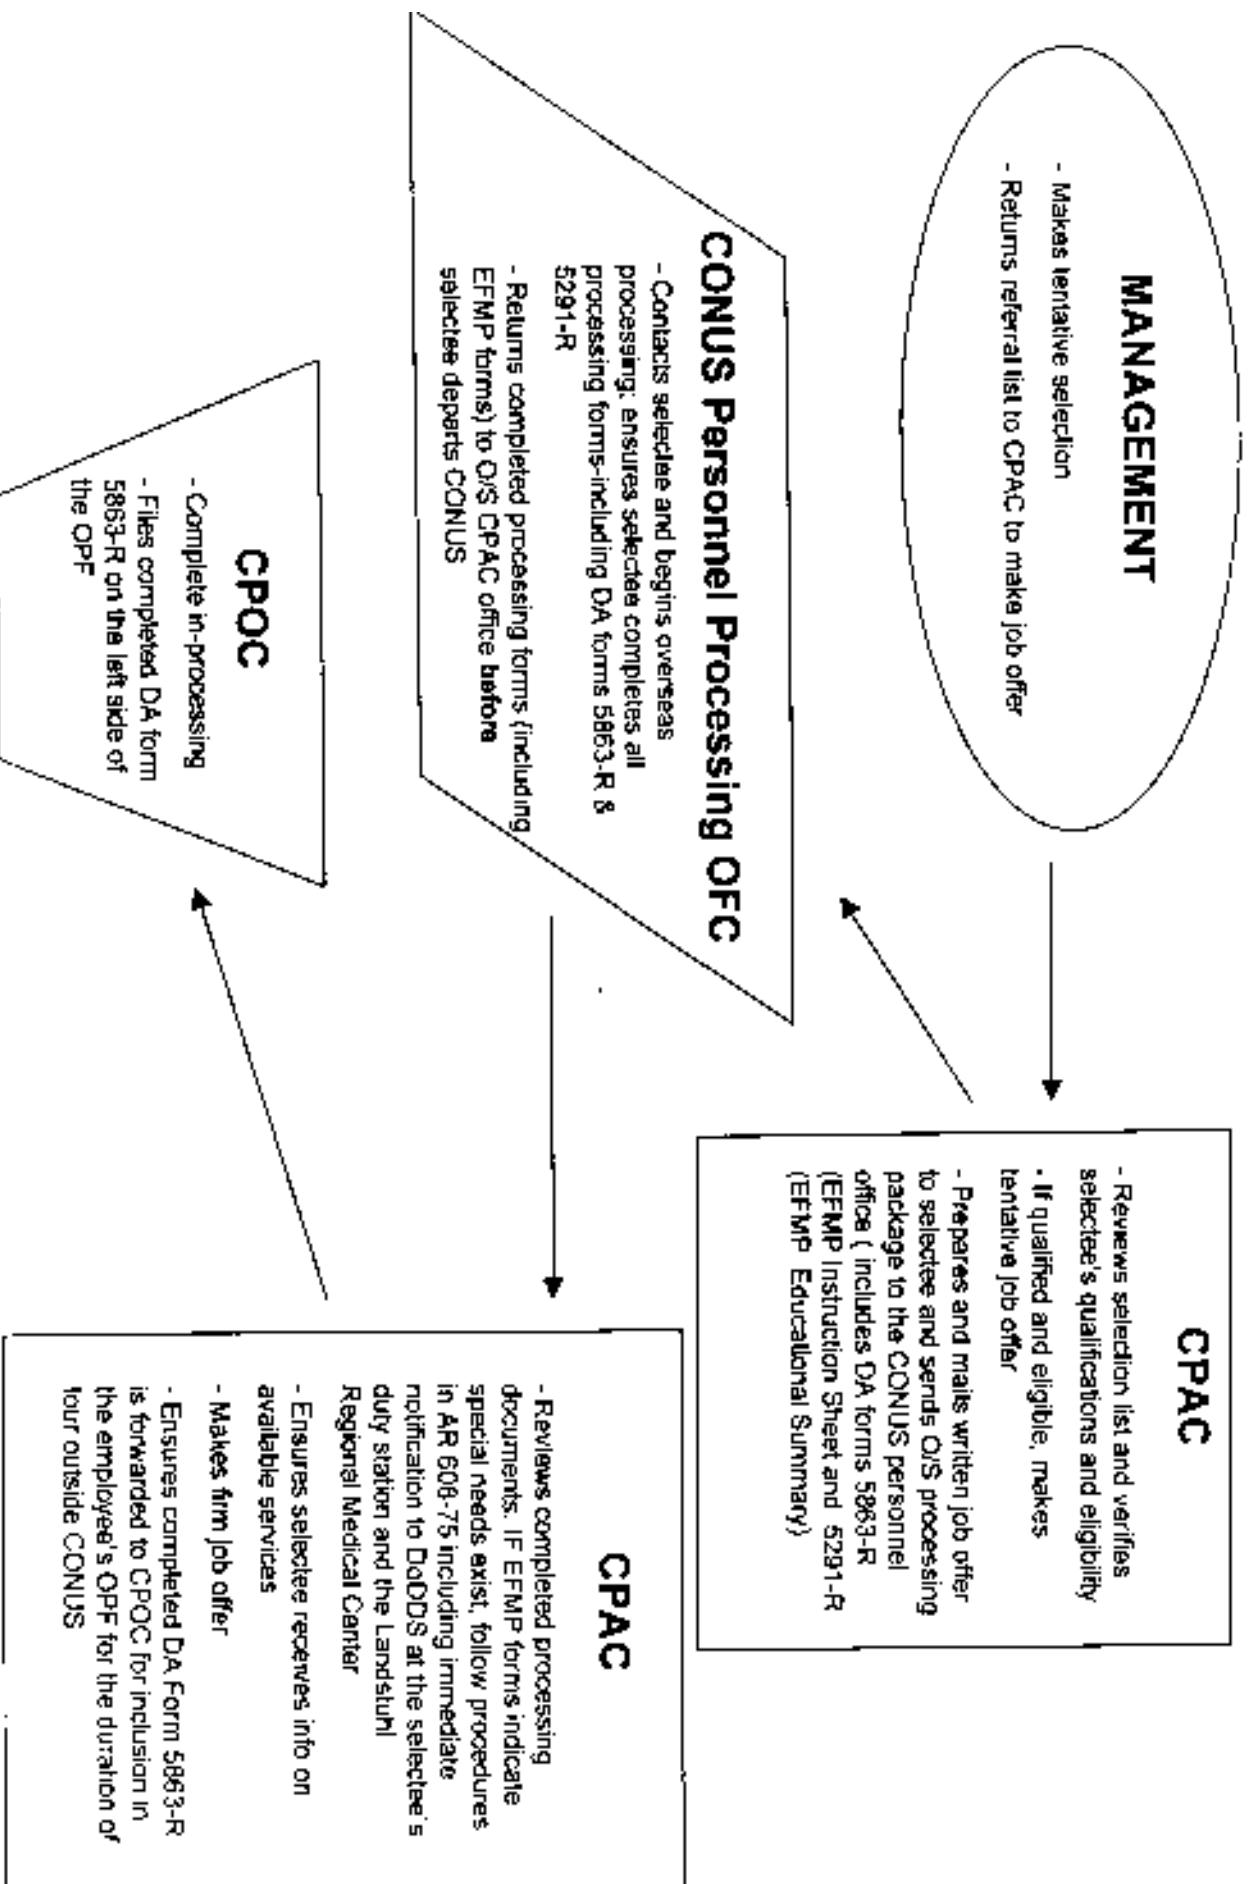 MANAGEMENT
- Makes tentative selection
- Returns referral list to CPAC to make job offer
CPAC
- Reviews selection list and verifies
selectee's qualifications and eligibility
- If qualified and eligible, makes
tentative job offer
- Prepares and mails written job offer
to selectee and sends O/S processing
package to the CONUS personnel
office ( includes DA forms 5863-R
(EFMP Instruction Sheet and 5291-R
(EFMP Educational Summary)
CONUS Personnel Processing OFC
- Contacts selectee and begins overseas
processing; ensures selectee completes all
processing forms-including DA forms 5863-R &
5291-R
- Returns completed processing forms (including
EFMP forms) to O/S CPAC office before
selectee departs CONUS
CPAC
- Reviews completed processing
documents. IF EFMP forms indicate
special needs exist, follow procedures
in AR 608-75 including immediate
notification to DoDDS at the selectee's
duty station and the Landstuhl
Regional Medical Center
- Ensures selectee receives info on
available services
- Makes firm job offer
- Ensures completed DA Form 5863-R
is forwarded to CPOC for inclusion in
the employee's OPF for the duration of
tour outside CONUS
CPOC
- Complete in-processing
- Files completed DA form
5863-R on the left side of
the OPF